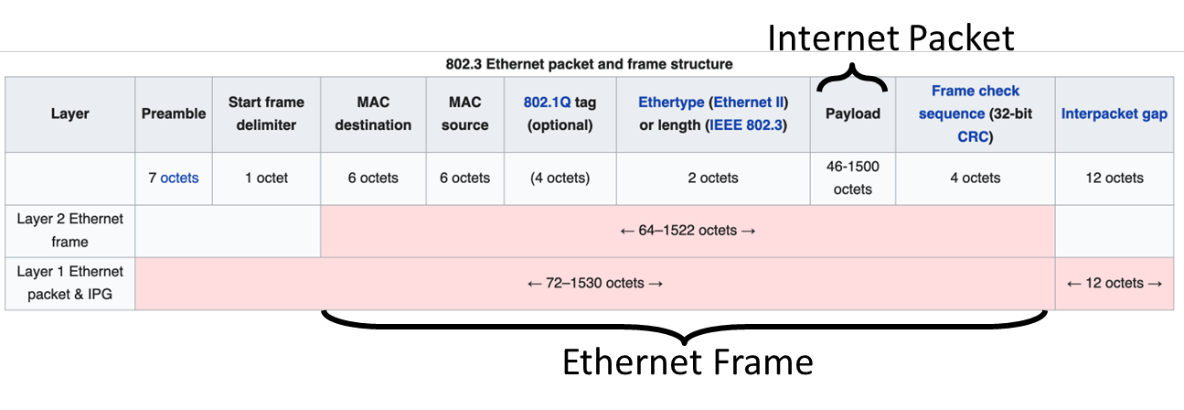 Internet Packet
802.3 Ethernet packet and frame structure
Layer
Preamble
Start frame
delimiter
MAC
destination
MAC
source
802.1Q tag
(optional)
Ethertype (Ethernet II)
or length (IEEE 802.3)
Payload
Frame check
sequence (32-bit
CRC)
Interpacket gap
7 octets
1 octet
6 octets
6 octets
(4 octets)
2 octets
46-1500
octets
4 octets
12 octets
Layer 2 Ethernet
frame
← 64–1522 octets →
Layer 1 Ethernet
packet & IPG
← 72–1530 octets →
← 12 octets →
Ethernet Frame